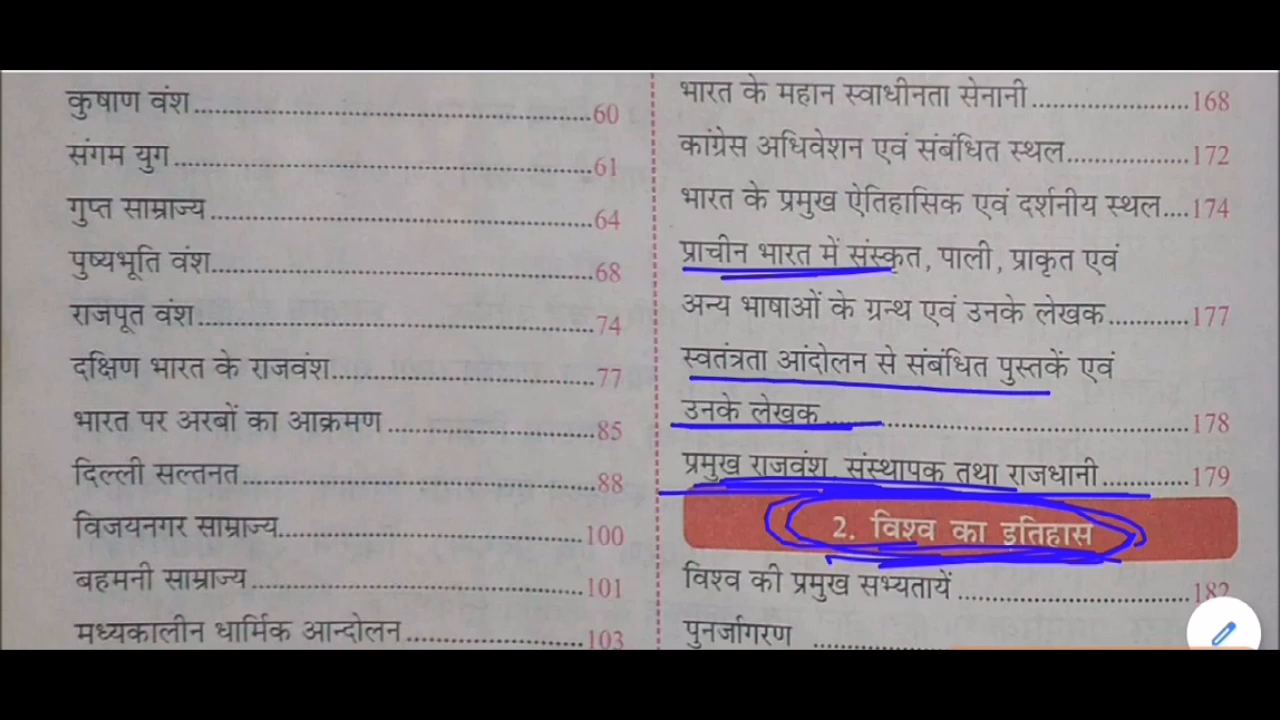 कुषाण वंश..........................................................60
संगम युग............................................................61
गुप्त साम्राज्य......................................................64
पुष्यभूति वंश......................................................68
राजपूत वंश........................................................74
दक्षिण भारत के राजवंश......................................77
भारत पर अरबों का आक्रमण..............................85
दिल्ली सल्तनत..................................................88
विजयनगर साम्राज्य............................................100
बहमनी साम्राज्य................................................101
मध्यकालीन धार्मिक आन्दोलन............................103
भारत के महान स्वाधीनता सेनानी........................168
कांग्रेस अधिवेशन एवं संबंधित स्थल..................172
भारत के प्रमुख ऐतिहासिक एवं दर्शनीय स्थल....174
प्राचीन भारत में संस्कृत, पाली, प्राकृत एवं
अन्य भाषाओं के ग्रन्थ एवं उनके लेखक............177
स्वतंत्रता आंदोलन से संबंधित पुस्तकें एवं
उनके लेखक......................................................178
प्रमुख राजवंश, संस्थापक तथा राजधानी.............179
2. विश्व का इतिहास
विश्व की प्रमुख सभ्यतायें....................................182
पुनर्जागरण ..................